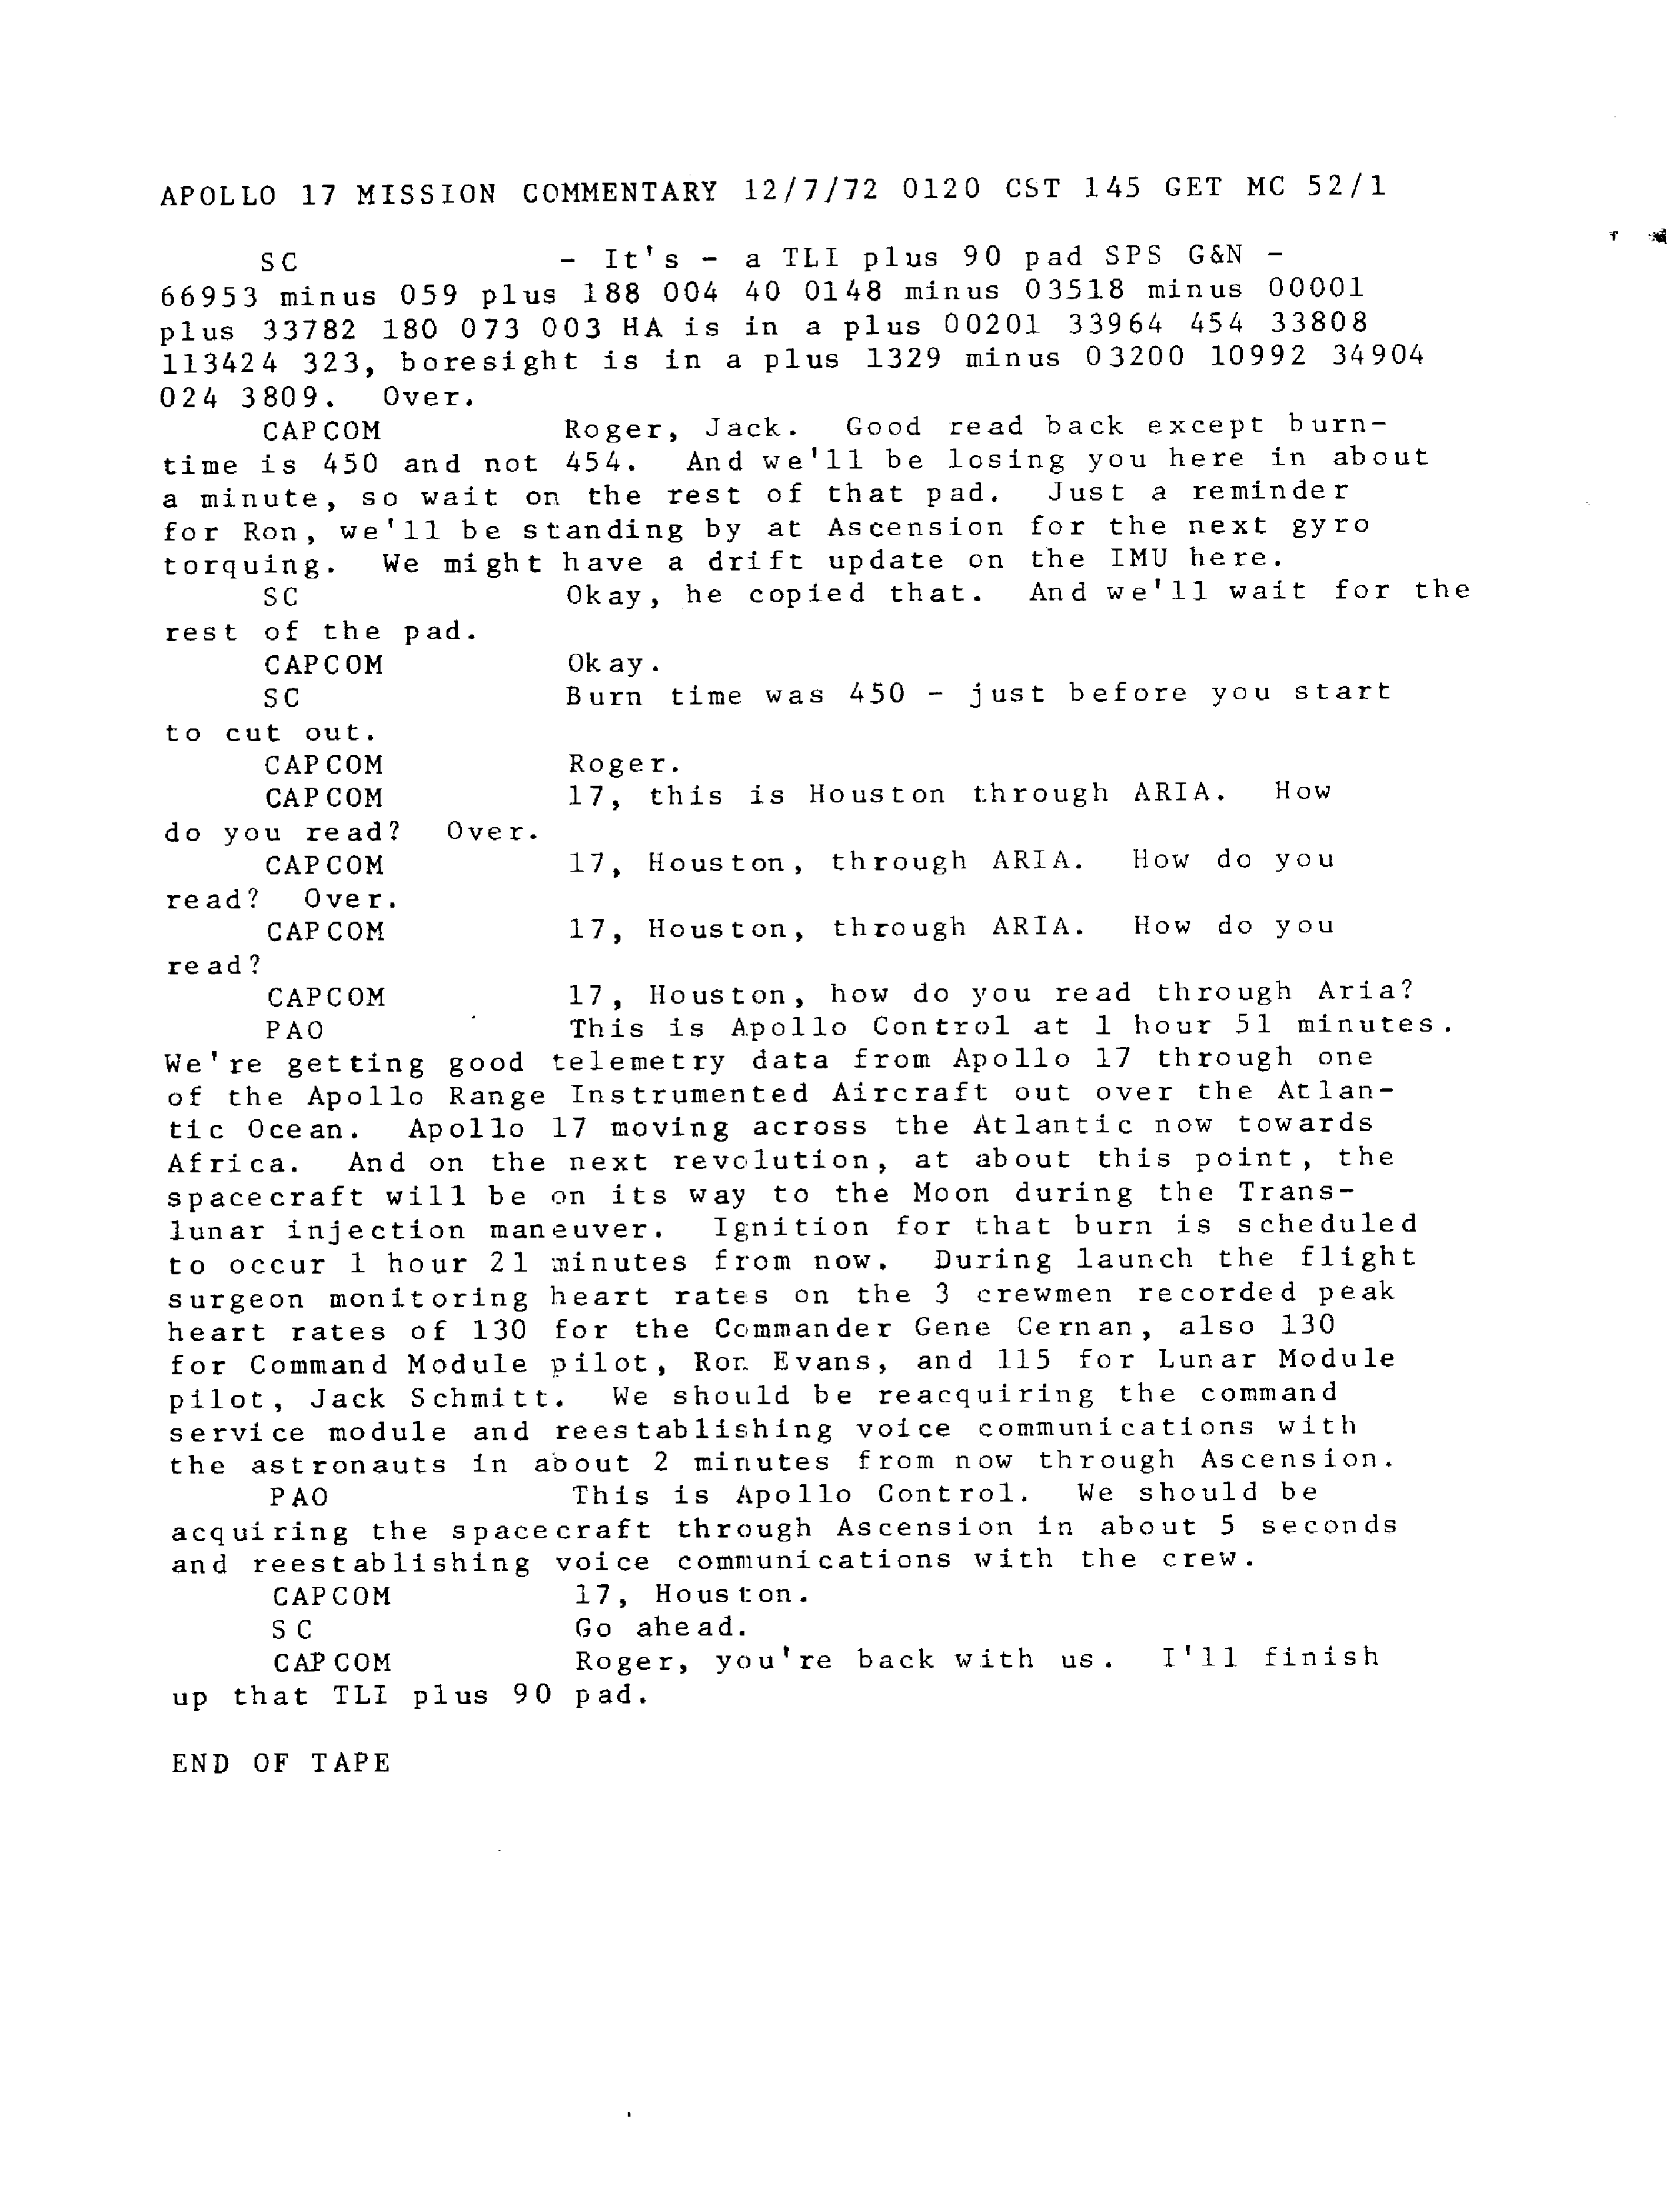 APOLLO 17 MISSION COMMENTARY 12/7/72 0120 CST 145 GET MC 52/1
SC - It's - a TLI plus 90 pad SPS G&N -
66953 minus 059 plus 188 004 40 0148 minus 03518 minus 00001
plus 33782 180 073 003 HA is in a plus 00201 33964 454 33808
113424 323, boresight is in a plus 1329 minus 03200 10992 34904
024 3809. Over.
CAPCOM Roger, Jack. Good read back except burn-
time is 450 and not 454. And we'll be losing you here in about
a minute, so wait on the rest of that pad. Just a reminder
for Ron, we'll be standing by at Ascension for the next gyro
torquing. We might have a drift update on the IMU here.
SC Okay, he copied that. And we'll wait for the
rest of the pad.
CAPCOM Okay.
SC Burn time was 450 - just before you start
to cut out.
CAPCOM Roger.
CAPCOM 17, this is Houston through ARIA. How
do you read? Over.
CAPCOM 17, Houston, through ARIA. How do you
read? Over.
CAPCOM 17, Houston, through ARIA. How do you
read?
CAPCOM 17, Houston, how do you read through Aria?
PAO This is Apollo Control at 1 hour 51 minutes.
We're getting good telemetry data from Apollo 17 through one
of the Apollo Range Instrumented Aircraft out over the Atlan-
tic Ocean. Apollo 17 moving across the Atlantic now towards
Africa. And on the next revolution, at about this point, the
spacecraft will be on its way to the Moon during the Trans-
lunar injection maneuver. Ignition for that burn is scheduled
to occur 1 hour 21 minutes from now. During launch the flight
surgeon monitoring heart rates on the 3 crewmen recorded peak
heart rates of 130 for the Commander Gene Cernan, also 130
for Command Module pilot, Ron Evans, and 115 for Lunar Module
pilot, Jack Schmitt. We should be reacquiring the command
service module and reestablishing voice communications with
the astronauts in about 2 minutes from now through Ascension.
PAO This is Apollo Control. We should be
acquiring the spacecraft through Ascension in about 5 seconds
and reestablishing voice communications with the crew.
CAPCOM 17, Houston.
SC Go ahead.
CAPCOM Roger, you're back with us. I'll finish
up that TLI plus 90 pad.
END OF TAPE